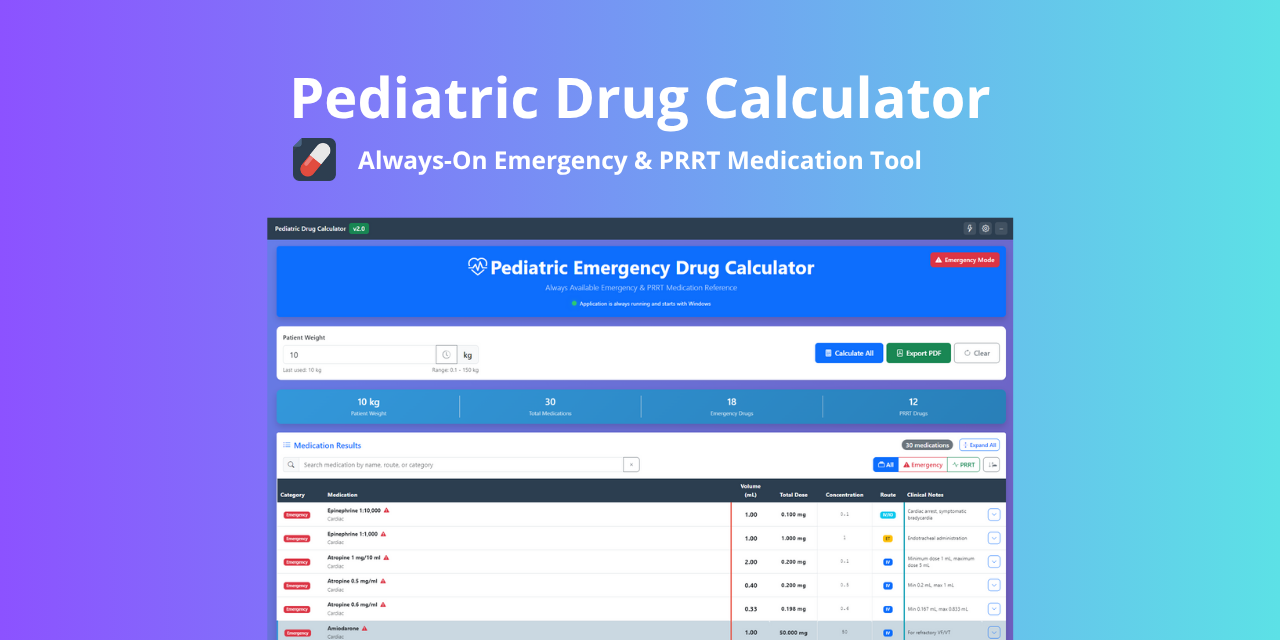 Pediatric Drug Calculator
Always-On Emergency & PRRT Medication Tool
Pediatric Drug Calculator v2.0
Pediatric Emergency Drug Calculator
Emergency Mode
Always Available Emergency & PRRT Medication Reference
Application is always running and starts with Windows
Patient Weight
10 kg
Calculate All Export PDF Clear
Last used: 10 kg Range: 0.1 - 150 kg
10 kg 30 18 12
Patient Weight Total Medications Emergency Drugs PRRT Drugs
Medication Results 30 medications Expand All
Search medication by name, route, or category × All Emergency PRRT
Category Medication Volume (mL) Total Dose Concentration Route Clinical Notes
Emergency Epinephrine 1:10,000 1.00 0.100 mg 0.1 Cardiac arrest, symptomatic bradycardia
Cardiac
Emergency Epinephrine 1:1,000 1.00 1.000 mg 1 ET Endotracheal administration
Cardiac
Emergency Atropine 1 mg/10 ml 2.00 0.200 mg 0.1 IV Minimum dose 1 mL, maximum dose 5 mL
Cardiac
Emergency Atropine 0.5 mg/ml 0.40 0.200 mg IV Min 0.2 mL, max 1 mL
Cardiac
Emergency Atropine 0.6 mg/ml 0.33 0.198 mg IV Min 0.167 mL, max 0.833 mL
Cardiac
Emergency Amiodarone 1.00 50.000 mg 50 IV For refractory VF/VT